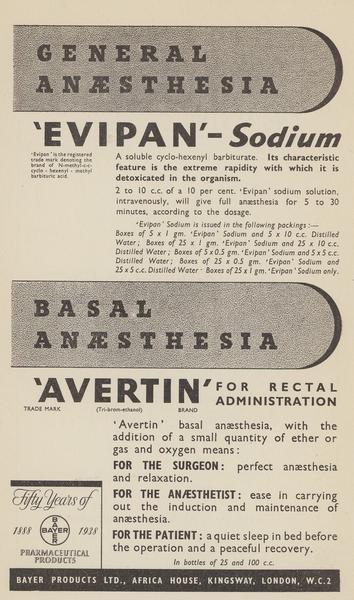 GENERAL
ANÆSTHESIA
'EVIPAN'–Sodium
'Evipan' is the registered
trade mark denoting the
brand of N-methyl-c-c-
cyclo - hexenyl - methyl
barbituric acid.
A soluble cyclo-hexenyl barbiturate. Its characteristic
feature is the extreme rapidity with which it is
detoxicated in the organism.
2 to 10 c.c. of a 10 per cent. 'Evipan' sodium solution,
intravenously, will give full anæsthesia for 5 to 30
minutes, according to the dosage.
'Evipan' Sodium is issued in the following packings :—
Boxes of 5 x 1 gm. 'Evipan' Sodium and 5 x 10 c.c. Distilled
Water ; Boxes of 25 x 1 gm. 'Evipan' Sodium and 25 x 10 c.c.
Distilled Water ; Boxes of 5 x 0.5 gm. 'Evipan' Sodium and 5 x 5 c.c.
Distilled Water ; Boxes of 25 x 0.5 gm. 'Evipan' Sodium and
25 x 5 c.c. Distilled Water · Boxes of 25 x 1 gm. 'Evipan' Sodium only.
BASAL
ANÆSTHESIA
'AVERTIN' FOR RECTAL
ADMINISTRATION
TRADE MARK (Tri-brom-ethanol) BRAND
'Avertin' basal anæsthesia, with the
addition of a small quantity of ether or
gas and oxygen means :
FOR THE SURGEON : perfect anæsthesia
and relaxation.
FOR THE ANÆSTHETIST : ease in carrying
out the induction and maintenance of
anæsthesia.
FOR THE PATIENT : a quiet sleep in bed before
the operation and a peaceful recovery.
In bottles of 25 and 100 c.c.
Fifty Years of
1888 BAYER BAYER 1938
PHARMACEUTICAL
PRODUCTS
BAYER PRODUCTS LTD., AFRICA HOUSE, KINGSWAY, LONDON, W.C.2